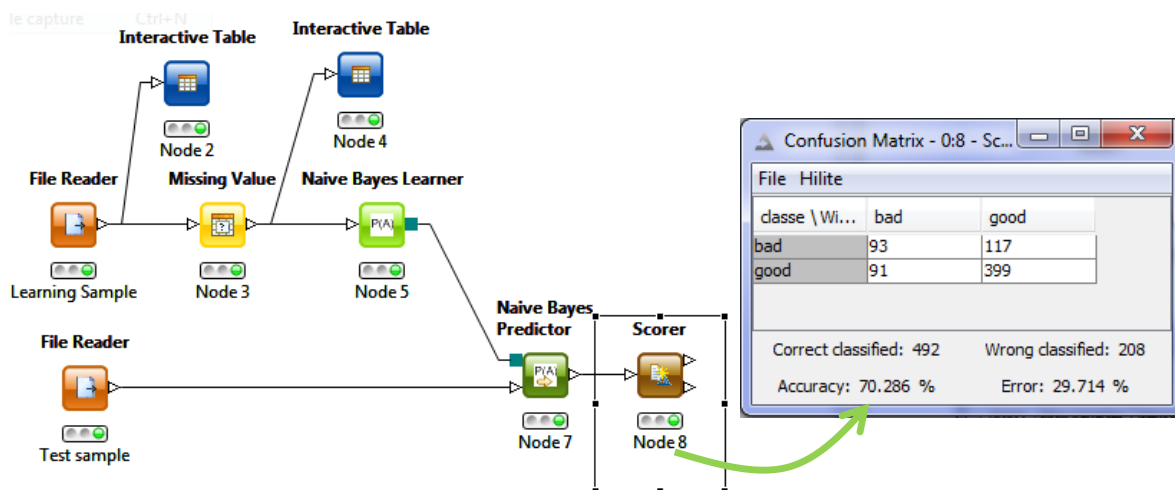 le capture Ctrl+N
Interactive Table
Interactive Table
Node 2
Node 4
File Reader
Missing Value
Naive Bayes Learner
P(A)
Learning Sample
Node 3
Node 5
File Reader
Naive Bayes
Predictor
Scorer
P(A)
Test sample
Node 7
Node 8
Confusion Matrix - 0:8 - Sc...
File Hilite
classe \ Wi... bad good
bad 93 117
good 91 399
Correct classified: 492 Wrong classified: 208
Accuracy: 70.286 % Error: 29.714 %